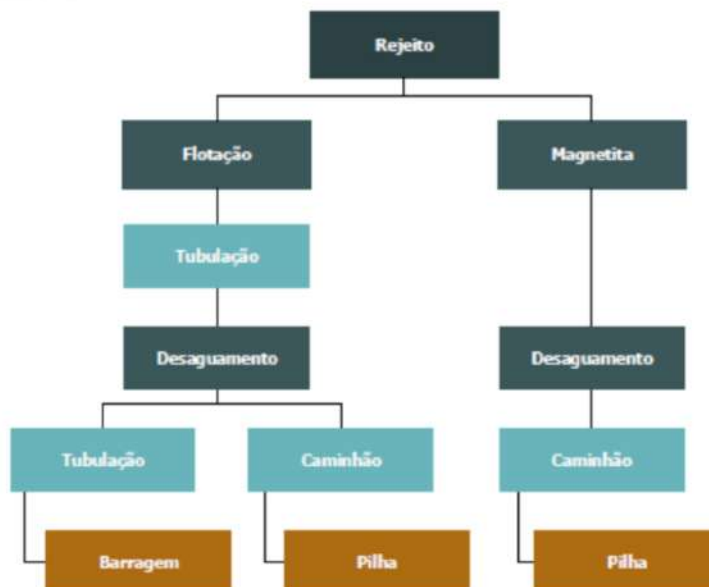 Rejeito
Flotação
Magnetita
Tubulação
Desaguamento
Desaguamento
Tubulação
Caminhão
Caminhão
Barragem
Pilha
Pilha